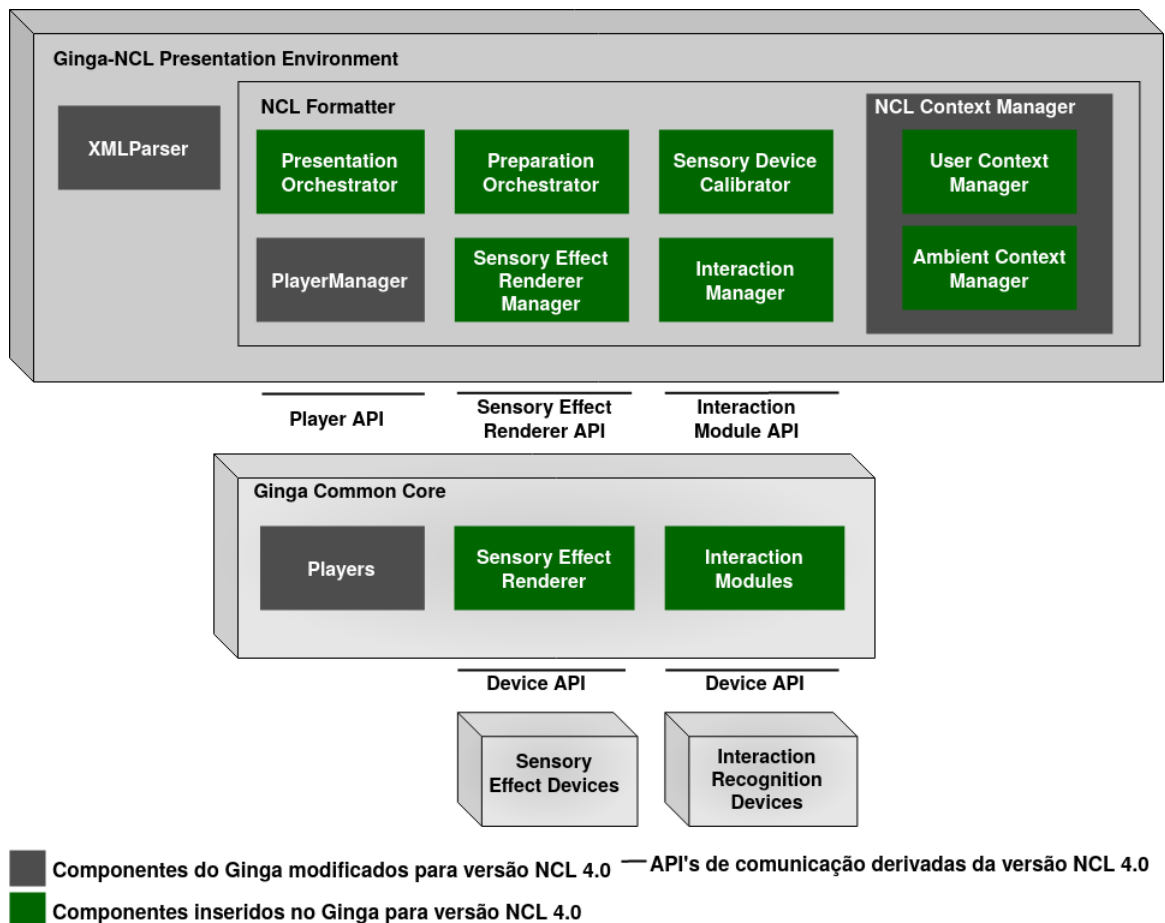 Ginga-NCL Presentation Environment
XMLParser
NCL Formatter
Presentation
Orchestrator
Preparation
Orchestrator
Sensory Device
Calibrator
NCL Context Manager
User Context
Manager
PlayerManager
Sensory Effect
Renderer
Manager
Interaction
Manager
Ambient Context
Manager
Player API
Sensory Effect
Renderer API
Interaction
Module API
Ginga Common Core
Players
Sensory Effect
Renderer
Interaction
Modules
Device API
Device API
Sensory
Effect Devices
Interaction
Recognition
Devices
Componentes do Ginga modificados para versão NCL 4.0
API's de comunicação derivadas da versão NCL 4.0
Componentes inseridos no Ginga para versão NCL 4.0